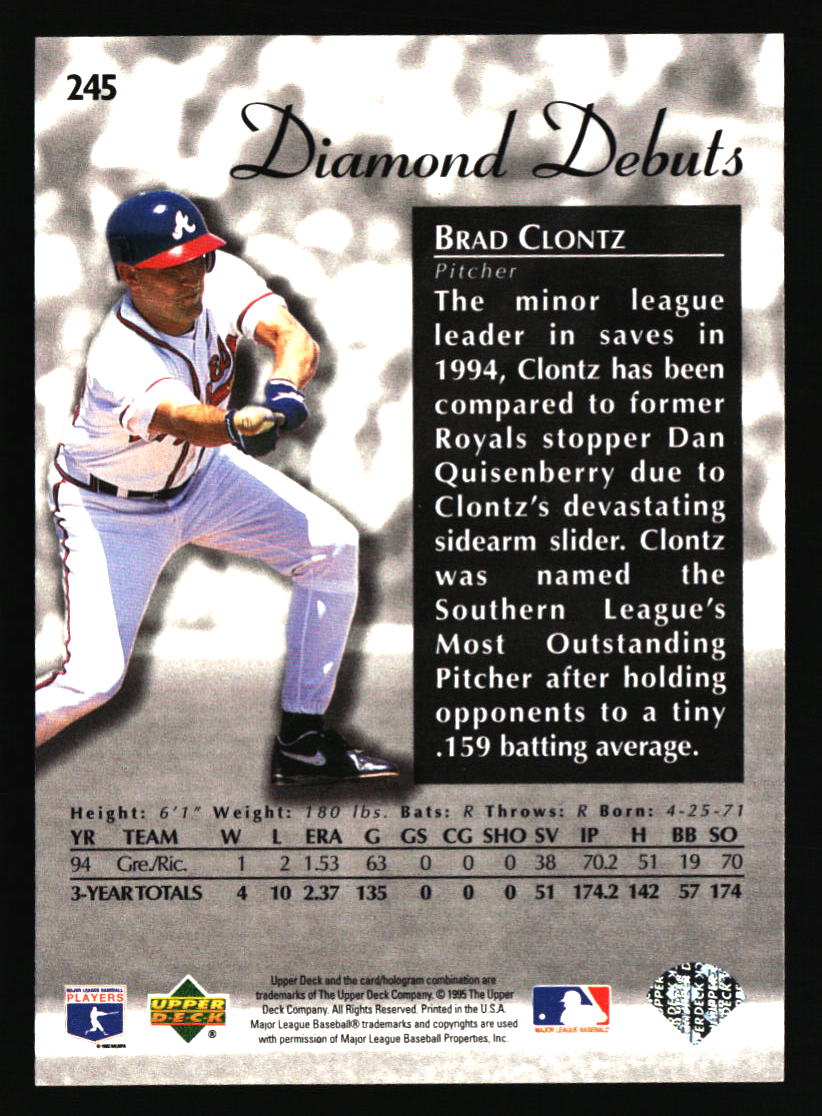 245
Diamond Debuts
BRAD CLONTZ
Pitcher
The minor league
leader in saves in
1994, Clontz has been
compared to former
Royals stopper Dan
Quisenberry due to
Clontz's devastating
sidearm slider. Clontz
was named the
Southern League's
Most Outstanding
Pitcher after holding
opponents to a tiny
.159 batting average.
Height: 6'1" Weight: 180 lbs. Bats: R Throws: R Born: 4-25-71
YR TEAM W L ERA G GS CG SHO SV IP H BB SO
94 Gre./Ric. 1 2 1.53 63 0 0 0 38 70.2 51 19 70
3-YEAR TOTALS 4 10 2.37 135 0 0 0 51 174.2 142 57 174
Upper Deck and the card/hologram combination are
trademarks of The Upper Deck Company. © 1995 The Upper
Deck Company. All Rights Reserved. Printed in the U.S.A.
Major League Baseball® trademarks and copyrights are used
with permission of Major League Baseball Properties, Inc.
MAJOR LEAGUE BASEBALL
PLAYERS
UPPER
DECK
®
MAJOR LEAGUE BASEBALL